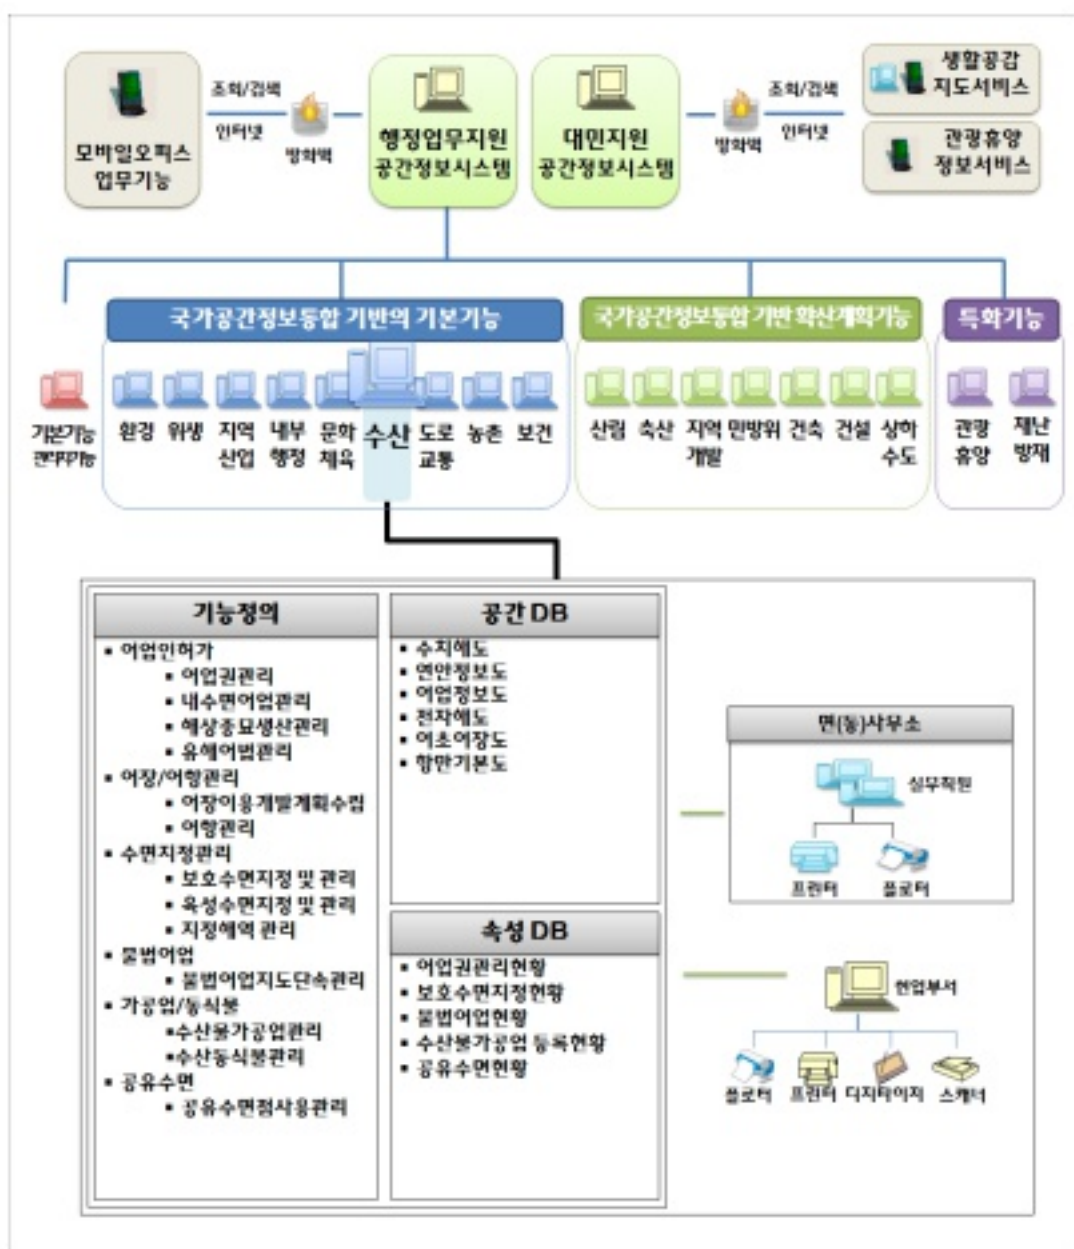 모바일오피스
업무기능
조회/검색
인터넷
방화벽
행정업무지원
공간정보시스템
대민지원
공간정보시스템
방화벽
조회/검색
인터넷
생활공감
지도서비스
관광휴양
정보서비스
국가공간정보통합 기반의 기본기능
국가공간정보통합 기반 확산계획기능
특화기능
기본기능
관리자기능
환경
위생
지역
산업
내부
행정
문화
체육
수산
도로
교통
농촌
보건
산림
축산
지역
개발
민방위
건축
건설
상하
수도
관광
휴양
재난
방재
기능정의
▪ 어업인허가
▪ 어업권관리
▪ 내수면어업관리
▪ 해상종묘생산관리
▪ 유해어법관리
▪ 어장/어항관리
▪ 어장이용개발계획수립
▪ 어항관리
▪ 수면지정관리
▪ 보호수면지정 및 관리
▪ 육성수면지정 및 관리
▪ 지정해역 관리
▪ 불법어업
▪ 불법어업지도단속관리
▪ 가공업/동식물
▪수산물가공업관리
▪수산동식물관리
▪ 공유수면
▪ 공유수면점사용관리
공간 DB
▪ 수치해도
▪ 연안정보도
▪ 어업정보도
▪ 전자해도
▪ 어초어장도
▪ 항만기본도
속성 DB
▪ 어업권관리현황
▪ 보호수면지정현황
▪ 불법어업현황
▪ 수산물가공업 등록현황
▪ 공유수면현황
면(동)사무소
실무직원
프린터
플로터
현업부서
플로터
프린터
디지타이저
스캐너